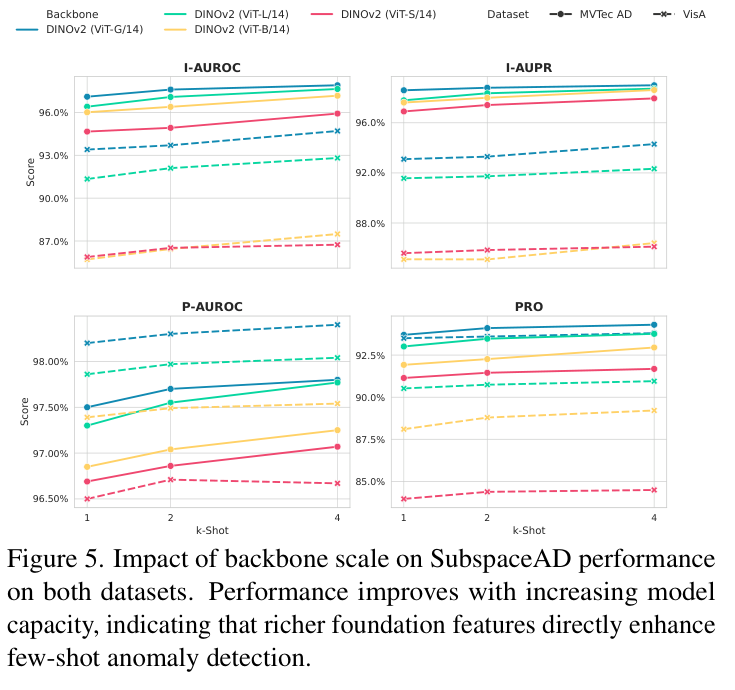 Backbone
DINOv2 (ViT-G/14)
DINOv2 (ViT-L/14)
DINOv2 (ViT-B/14)
DINOv2 (ViT-S/14)
Dataset
MVTec AD
VisA
I-AUROC
Score
96.0%
93.0%
90.0%
87.0%
I-AUPR
96.0%
92.0%
88.0%
P-AUROC
Score
98.00%
97.50%
97.00%
96.50%
1
2
4
k-Shot
PRO
92.5%
90.0%
87.5%
85.0%
1
2
4
k-Shot
Figure 5. Impact of backbone scale on SubspaceAD performance
on both datasets. Performance improves with increasing model
capacity, indicating that richer foundation features directly enhance
few-shot anomaly detection.